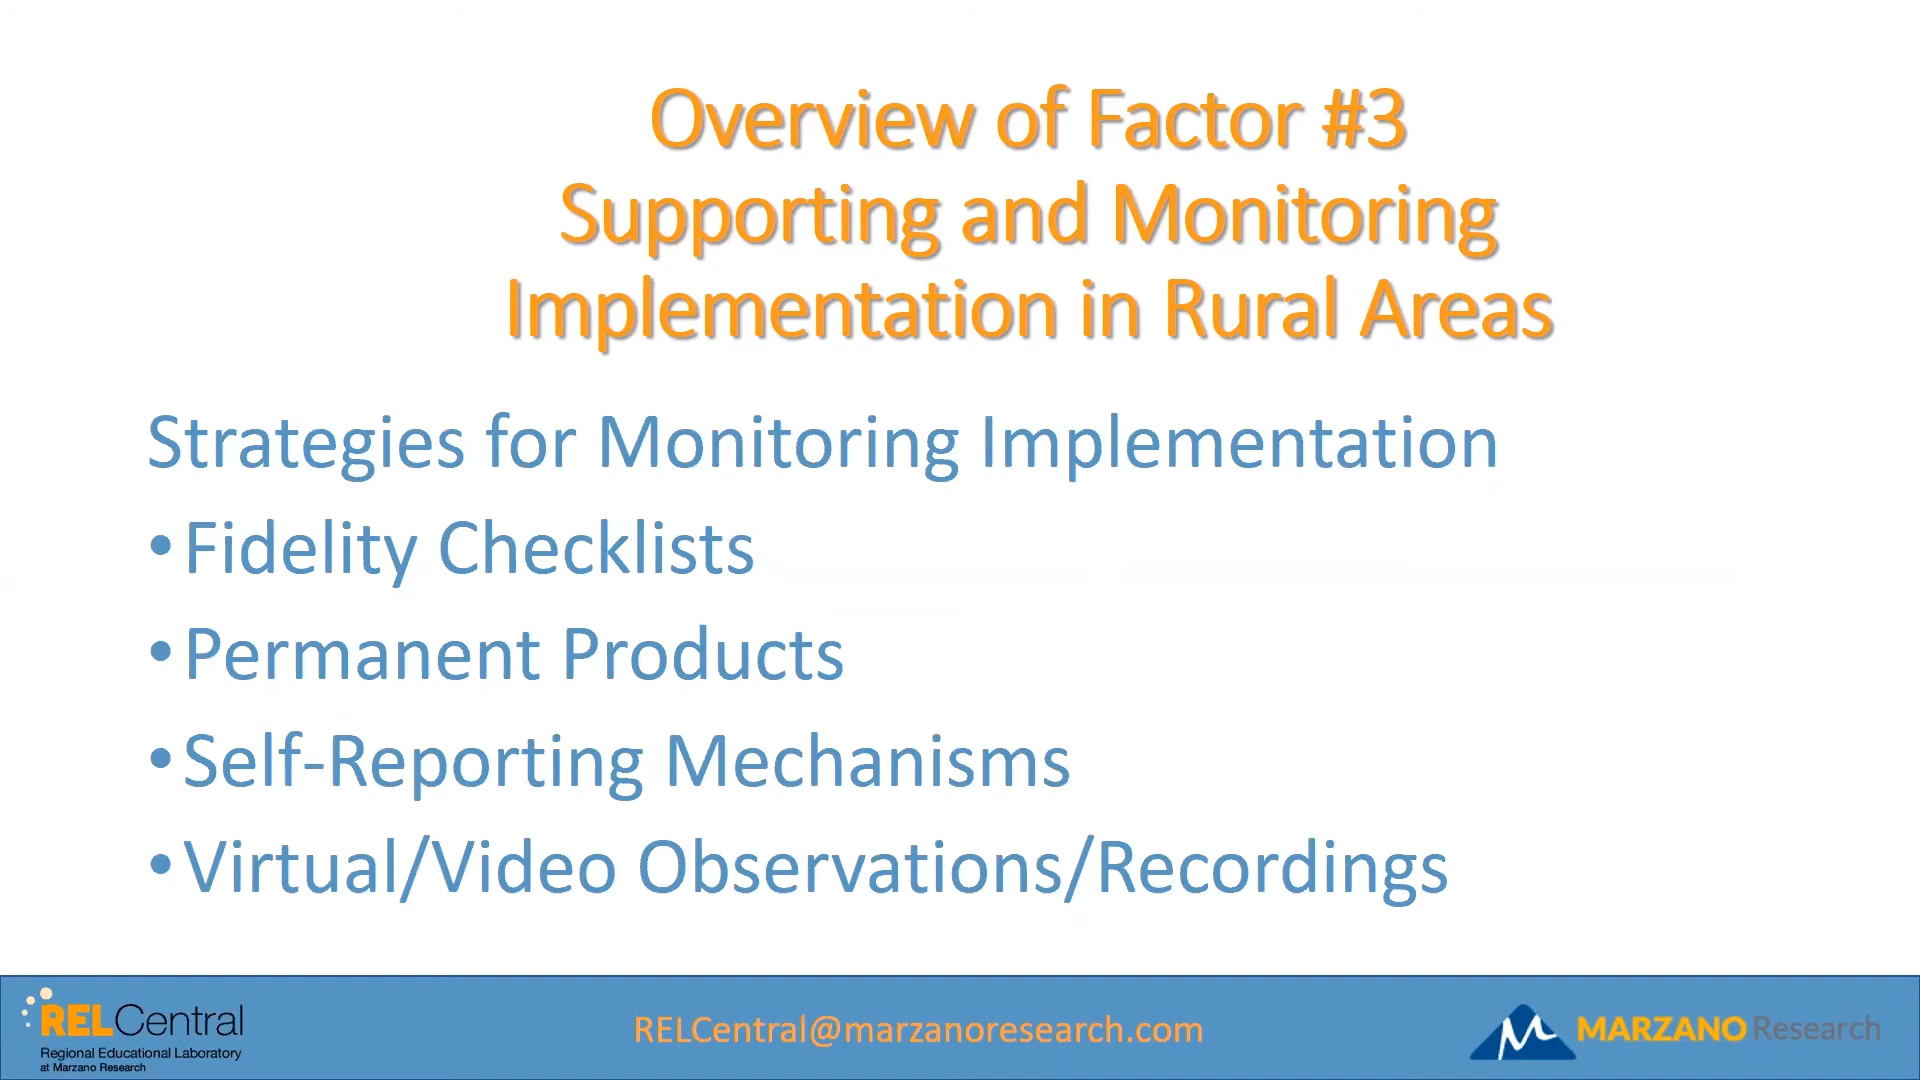 Overview of Factor #3
Supporting and Monitoring
Implementation in Rural Areas
Strategies for Monitoring Implementation
•Fidelity Checklists
•Permanent Products
•Self-Reporting Mechanisms
•Virtual/Video Observations/Recordings
RELCentral
Regional Educational Laboratory
at Marzano Research
RELCentral@marzanoresearch.com
MARZANO Research